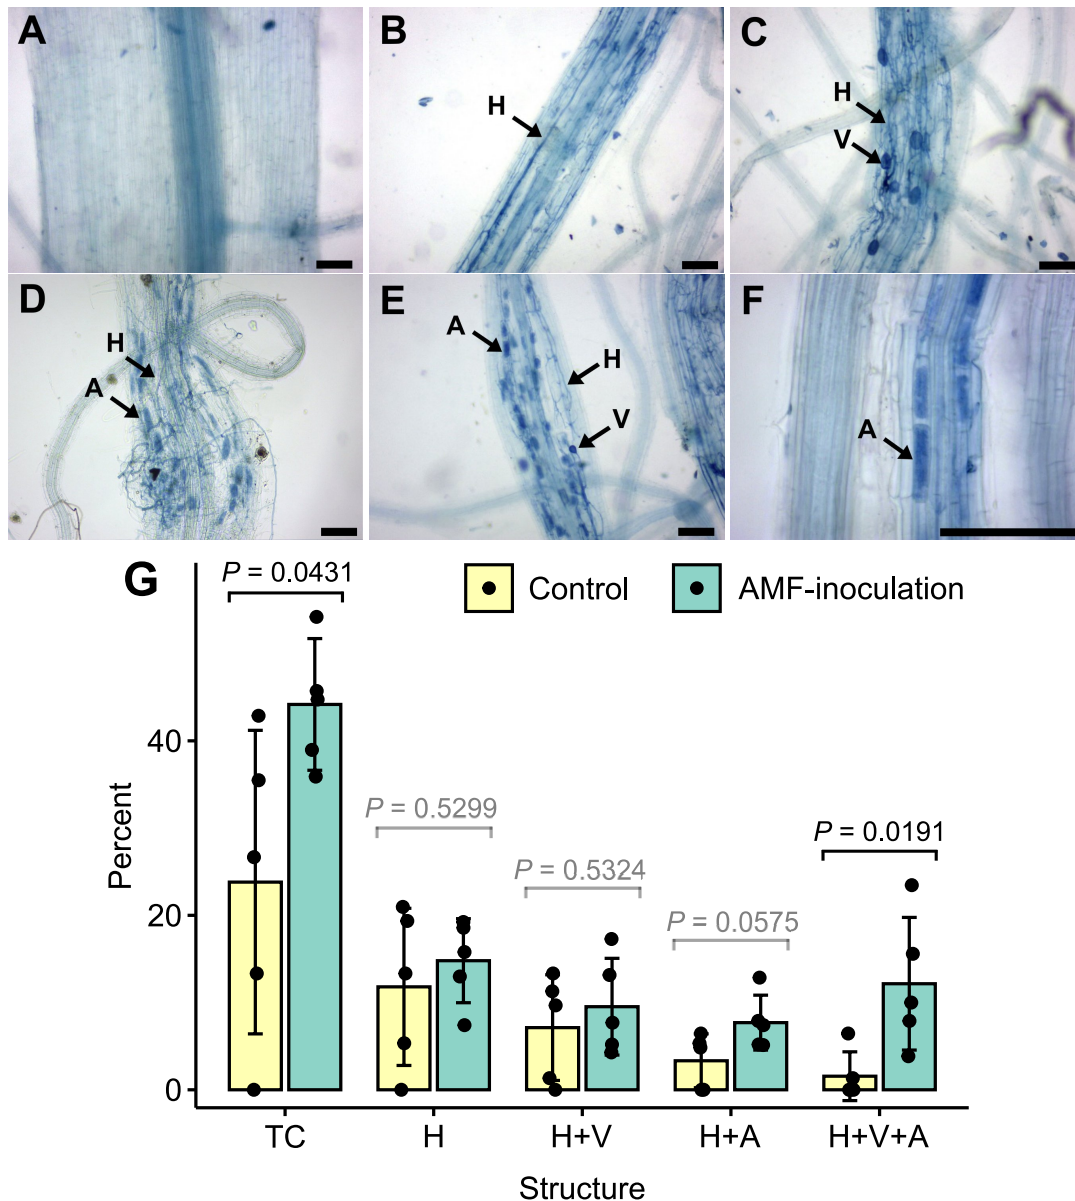 A
B
H
C
H
V
D
H
A
E
A
H
V
F
A
G
P = 0.0431
Control
AMF-inoculation
P = 0.5299
P = 0.5324
P = 0.0575
P = 0.0191
Percent
40
20
0
TC
H
H+V
H+A
H+V+A
Structure